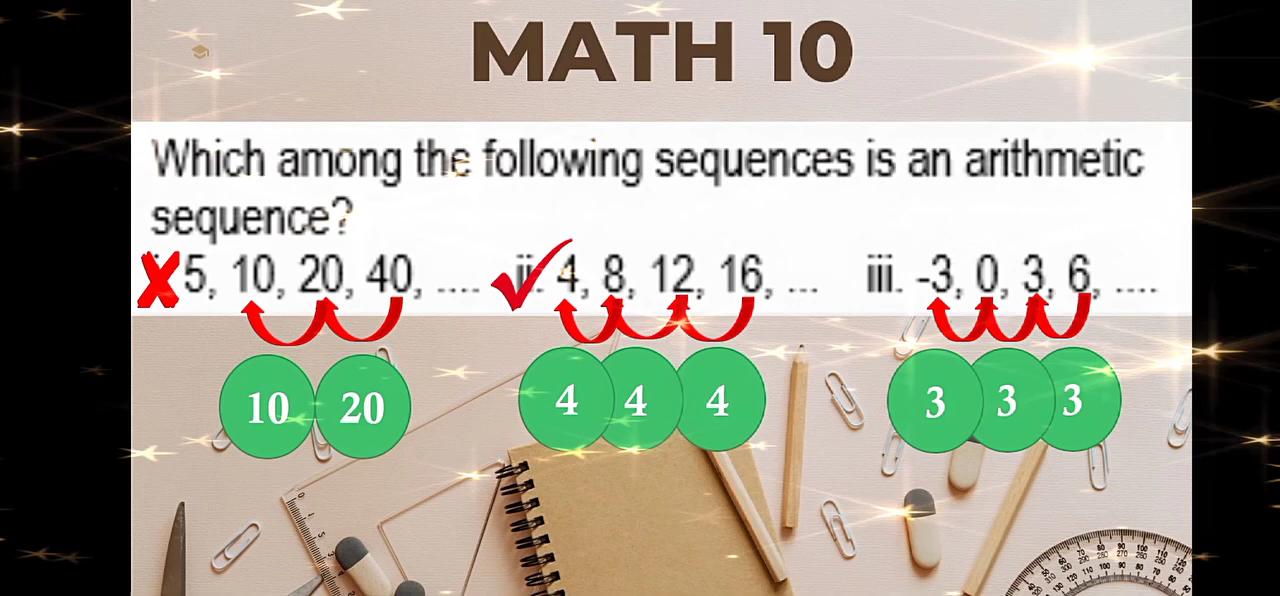 MATH 10
Which among the following sequences is an arithmetic
sequence?
5, 10, 20, 40, .... ii. 4, 8, 12, 16, ... iii. -3, 0, 3, 6, ....
10 20 4 4 4 3 3 3